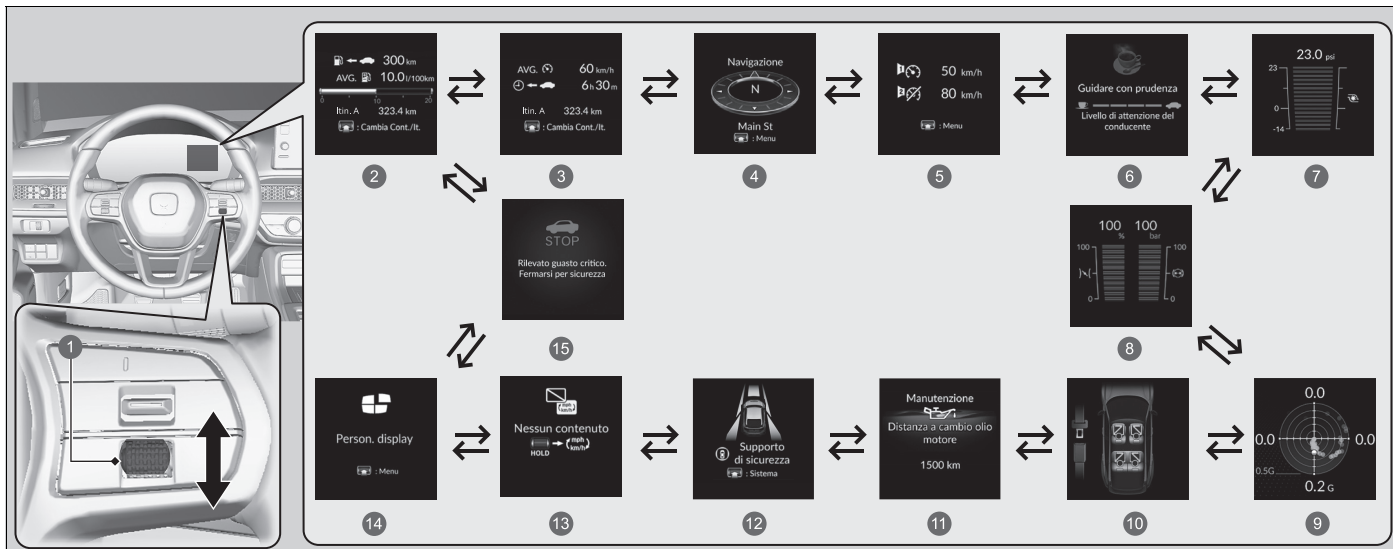 300 km
AVG. 10.0 l/100km
0 10 20
Itin. A 323.4 km
: Cambia Cont./It.
2
AVG. 60 km/h
6 h 30 m
Itin. A 323.4 km
: Cambia Cont./It.
3
Navigazione
N
Main St
: Menu
4
50 km/h
80 km/h
: Menu
5
Guidare con prudenza
Livello di attenzione del
conducente
6
23.0 psi
23
0
-14
7
STOP
Rilevato guasto critico.
Fermarsi per sicurezza
15
100 100
% bar
100 100
0 0
8
1
Person. display
: Menu
14
mph
km/h
Nessun contenuto
HOLD
mph
km/h
13
Supporto
di sicurezza
: Sistema
12
Manutenzione
Distanza a cambio olio
motore
1500 km
11
10
0.0
0.0 0.0
0.5G
0.2 G
9